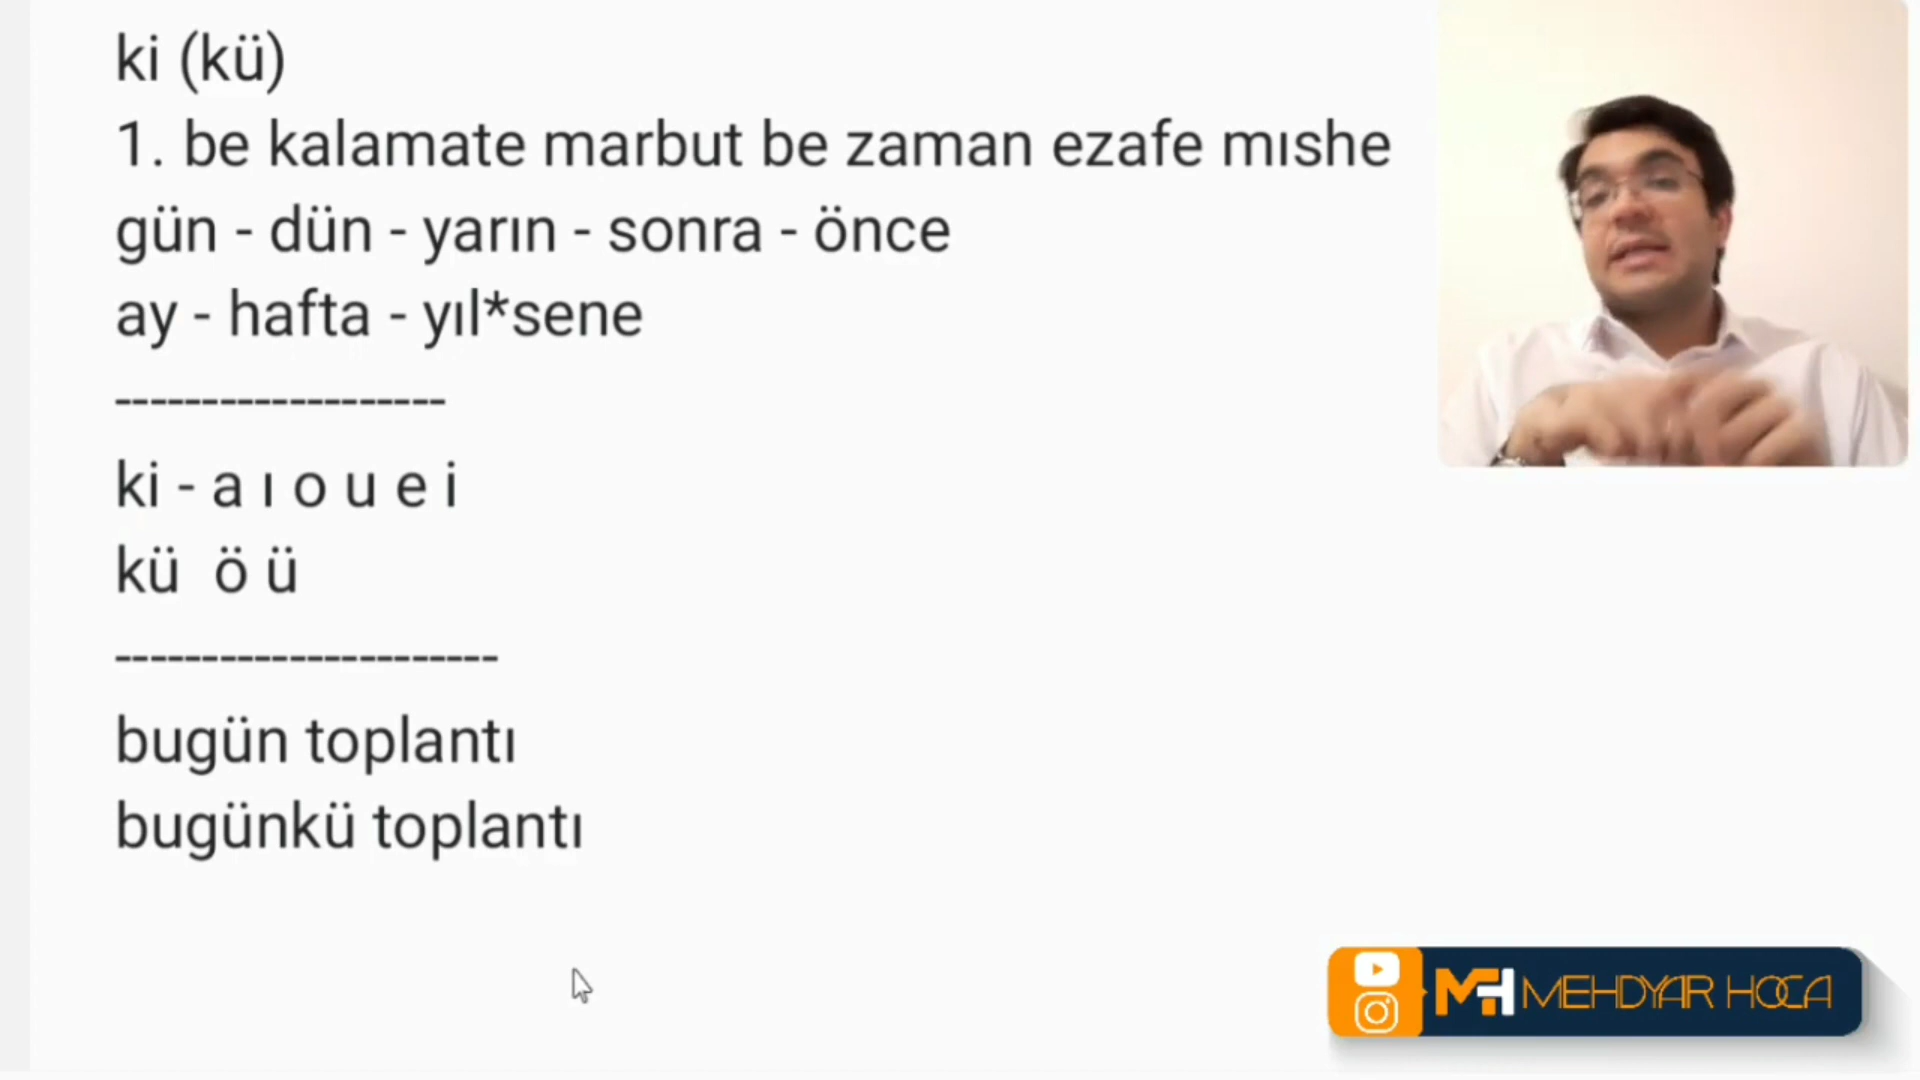 ki (kü)
1. be kalamate marbut be zaman ezafe mıshe
gün - dün - yarın - sonra - önce
ay - hafta - yıl*sene
-------------------
ki - a ı o u e i
kü  ö ü
----------------------
bugün toplantı
bugünkü toplantı
MH MEHDYAR HOCA